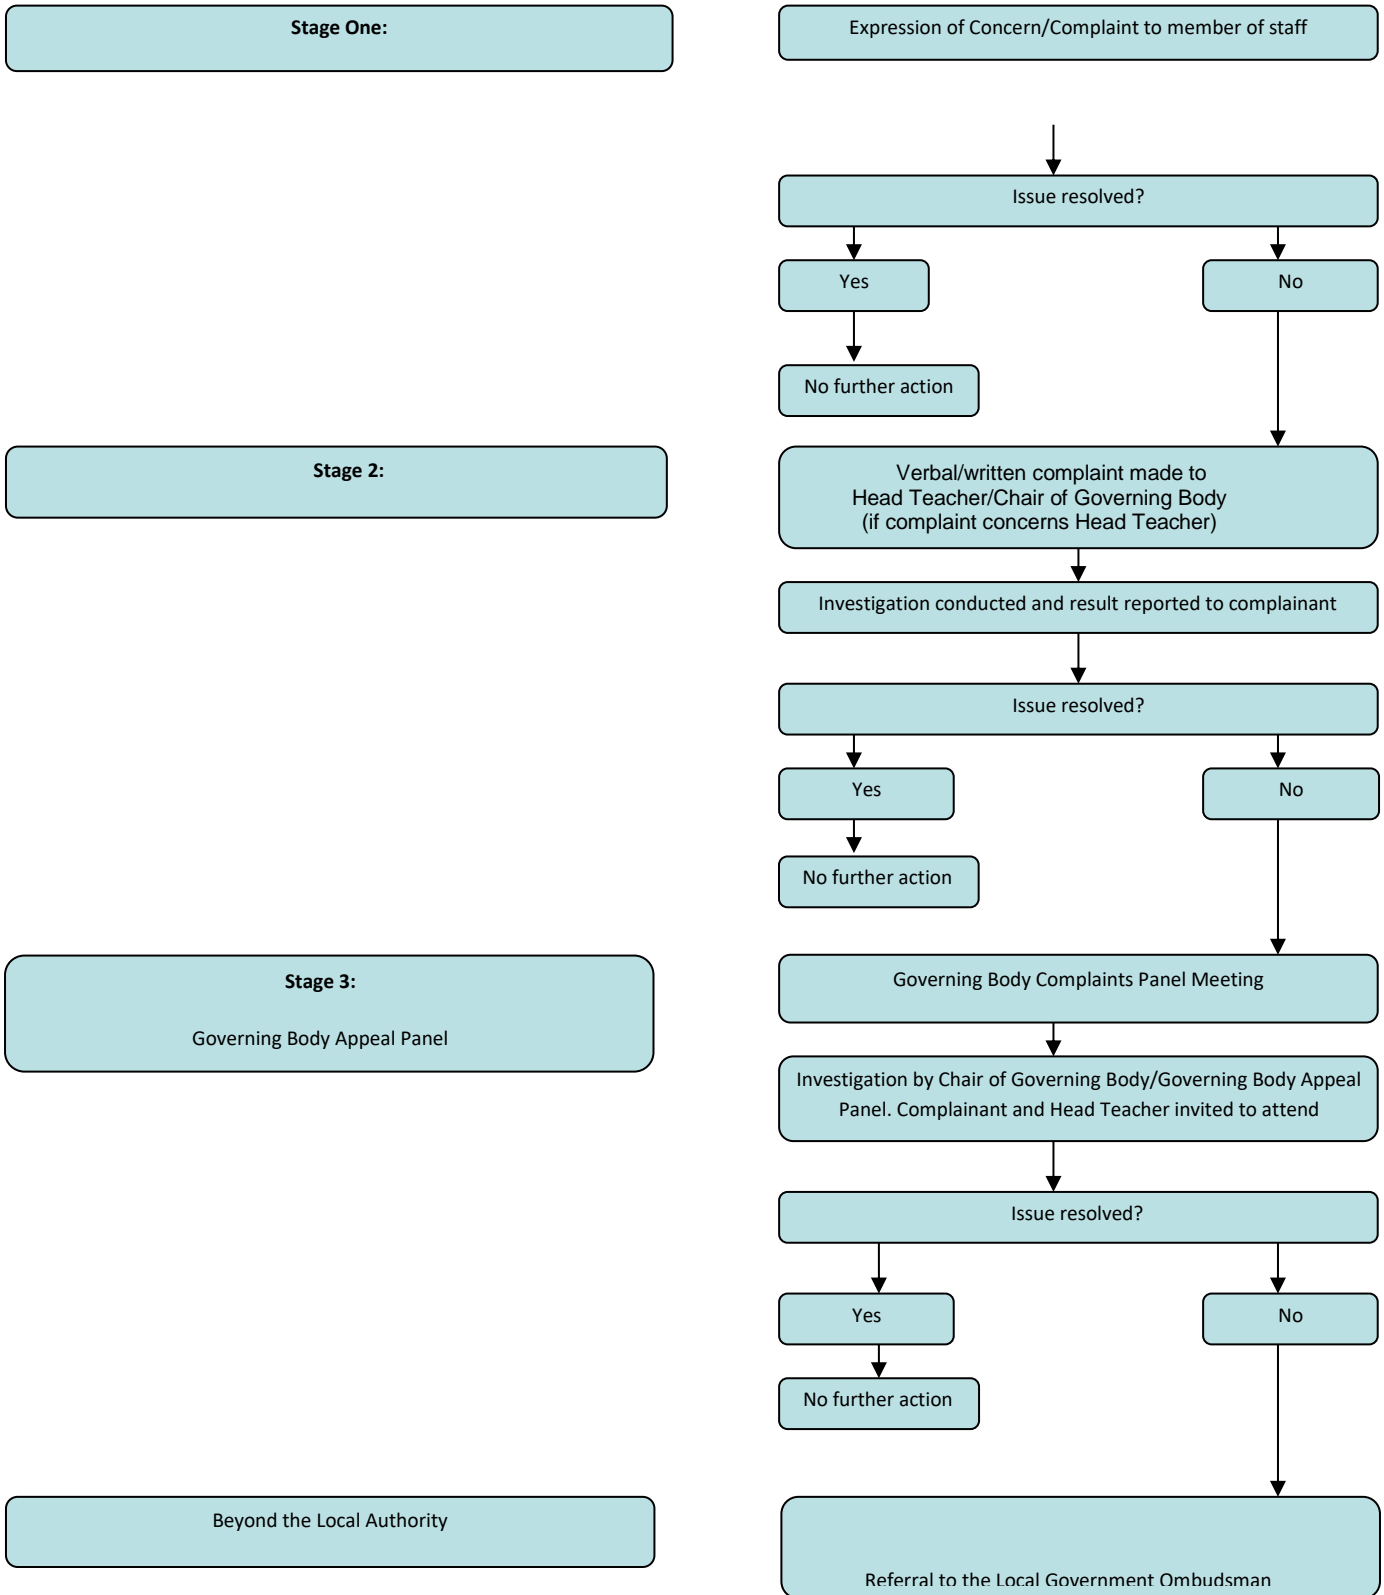 Stage One:
Expression of Concern/Complaint to member of staff
Issue resolved?
Yes
No
No further action
Stage 2:
Verbal/written complaint made to
Head Teacher/Chair of Governing Body
(if complaint concerns Head Teacher)
Investigation conducted and result reported to complainant
Issue resolved?
Yes
No
No further action
Stage 3:
Governing Body Appeal Panel
Governing Body Complaints Panel Meeting
Investigation by Chair of Governing Body/Governing Body Appeal
Panel. Complainant and Head Teacher invited to attend
Issue resolved?
Yes
No
No further action
Beyond the Local Authority
Referral to the Local Government Ombudsman